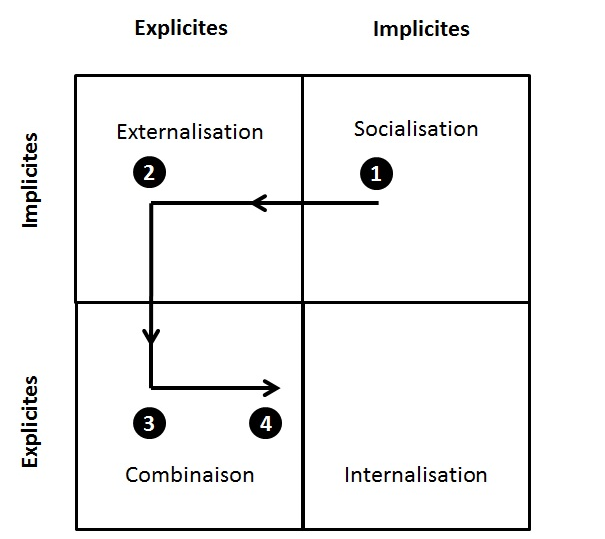 Explicites
Implicites
Implicites
Externalisation
Socialisation
2
1
Explicites
3
4
Combinaison
Internalisation